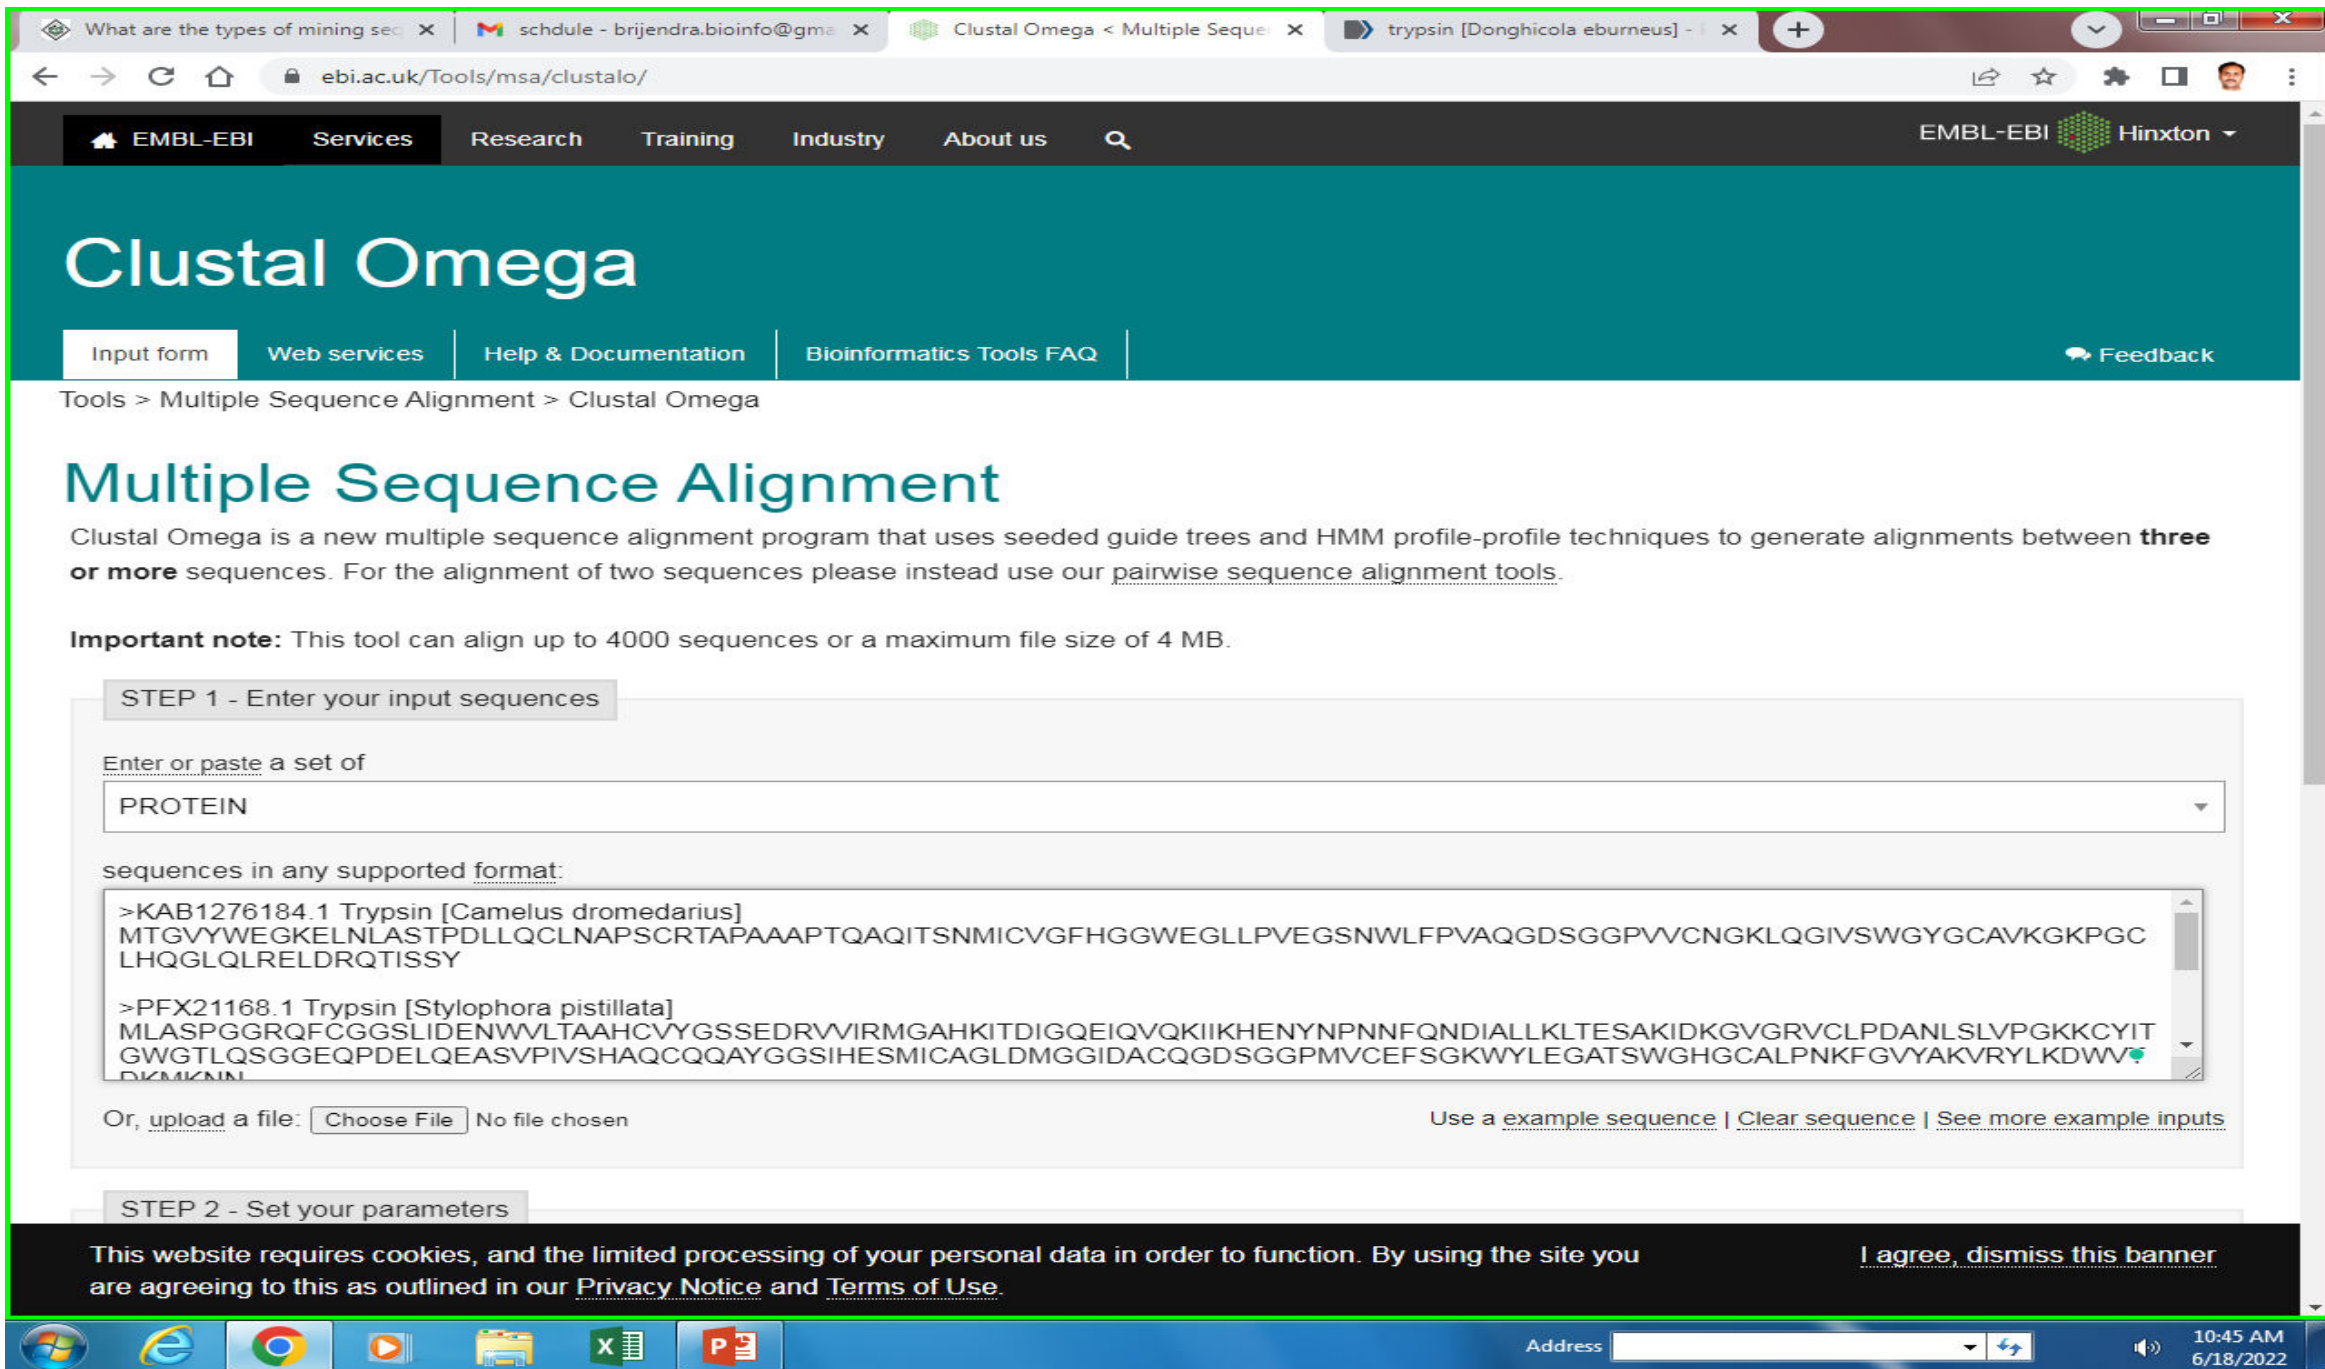 What are the types of mining sec
schdule - brijendra.bioinfo@gma
Clustal Omega < Multiple Seque
trypsin [Donghicola eburneus] -
ebi.ac.uk/Tools/msa/clustalo/
EMBL-EBI Services Research Training Industry About us
EMBL-EBI Hinxton
Clustal Omega
Input form Web services Help & Documentation Bioinformatics Tools FAQ Feedback
Tools > Multiple Sequence Alignment > Clustal Omega
Multiple Sequence Alignment
Clustal Omega is a new multiple sequence alignment program that uses seeded guide trees and HMM profile-profile techniques to generate alignments between three
or more sequences. For the alignment of two sequences please instead use our pairwise sequence alignment tools.
Important note: This tool can align up to 4000 sequences or a maximum file size of 4 MB.
STEP 1 - Enter your input sequences
Enter or paste a set of
PROTEIN
sequences in any supported format:
>KAB1276184.1 Trypsin [Camelus dromedarius]
MTGVYWEGKELNLASTPDLLQCLNAPSCRTAPAAAPTQAQITSNMICVGFHGGWEGLLPVEGSNWLFPVAQGDSGGPVVCNGKLQGIVSWGYGCAVKGKPGC
LHQGLQLRELDRQTISSY
>PFX21168.1 Trypsin [Stylophora pistillata]
MLASPGGRQFCGGSLIDENWVLTAAHCVYGSSEDRVVIRMGAHKITDIGQEIQVQKIIKHENYNPNNFQNDIALLKLTESAKIDKGVGRVCLPDANLSLVPGKKCYIT
GWGTLQSGGEQPDELQEASVPIVSHAQCQQAYGGSIHESMICAGLDMGGIDACQGDSGGPMVCEFSGKWYLEGATSWGHGCALPNKFGVYAKVRYLKDWV
DKMKNN
Or, upload a file: Choose File No file chosen
Use a example sequence | Clear sequence | See more example inputs
STEP 2 - Set your parameters
This website requires cookies, and the limited processing of your personal data in order to function. By using the site you
are agreeing to this as outlined in our Privacy Notice and Terms of Use.
I agree, dismiss this banner
Address
10:45 AM
6/18/2022